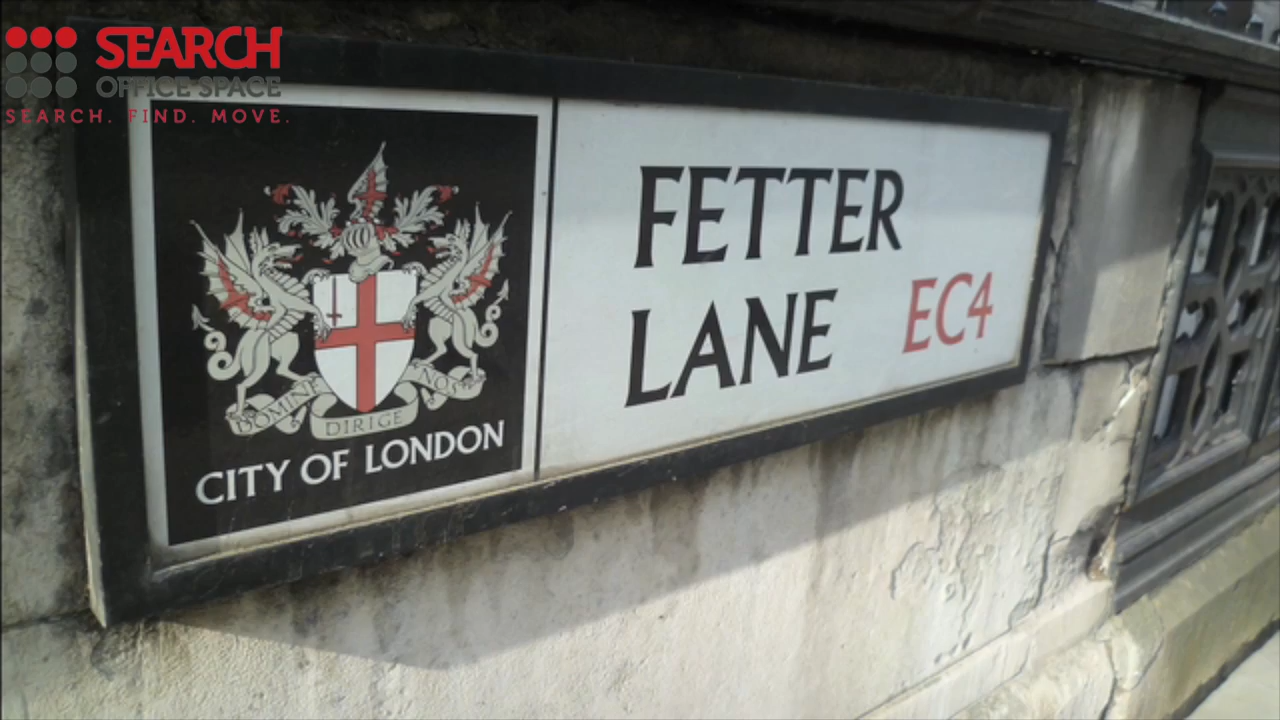 SEARCH
OFFICE SPACE
SEARCH. FIND. MOVE.
FETTER
LANE EC4
DOMINE DIRIGE NOS
CITY OF LONDON